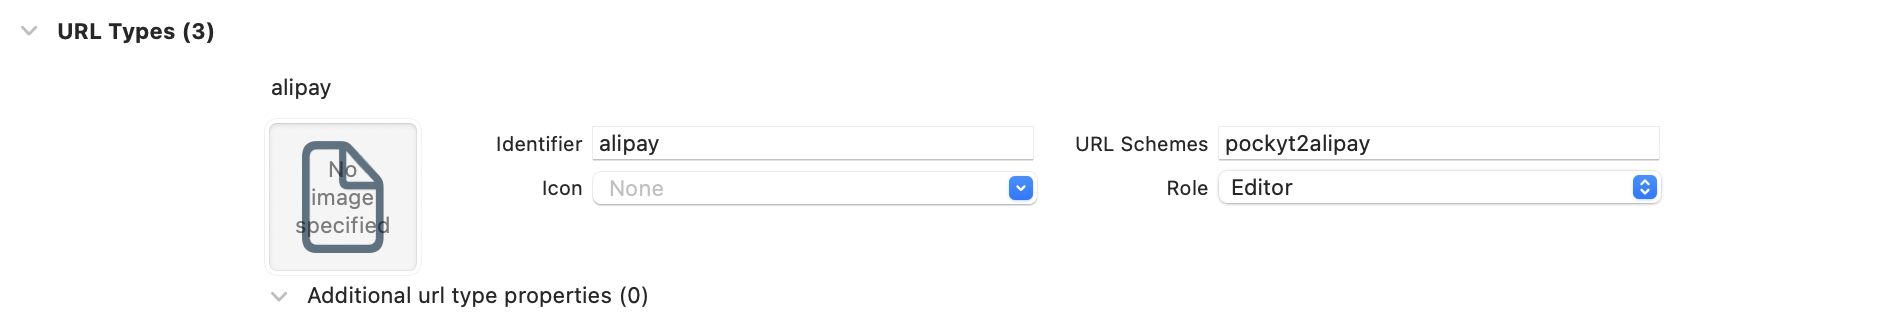 URL Types (3)
alipay
No
image
specified
Identifier alipay
URL Schemes pockyt2alipay
Icon None
Role Editor
Additional url type properties (0)